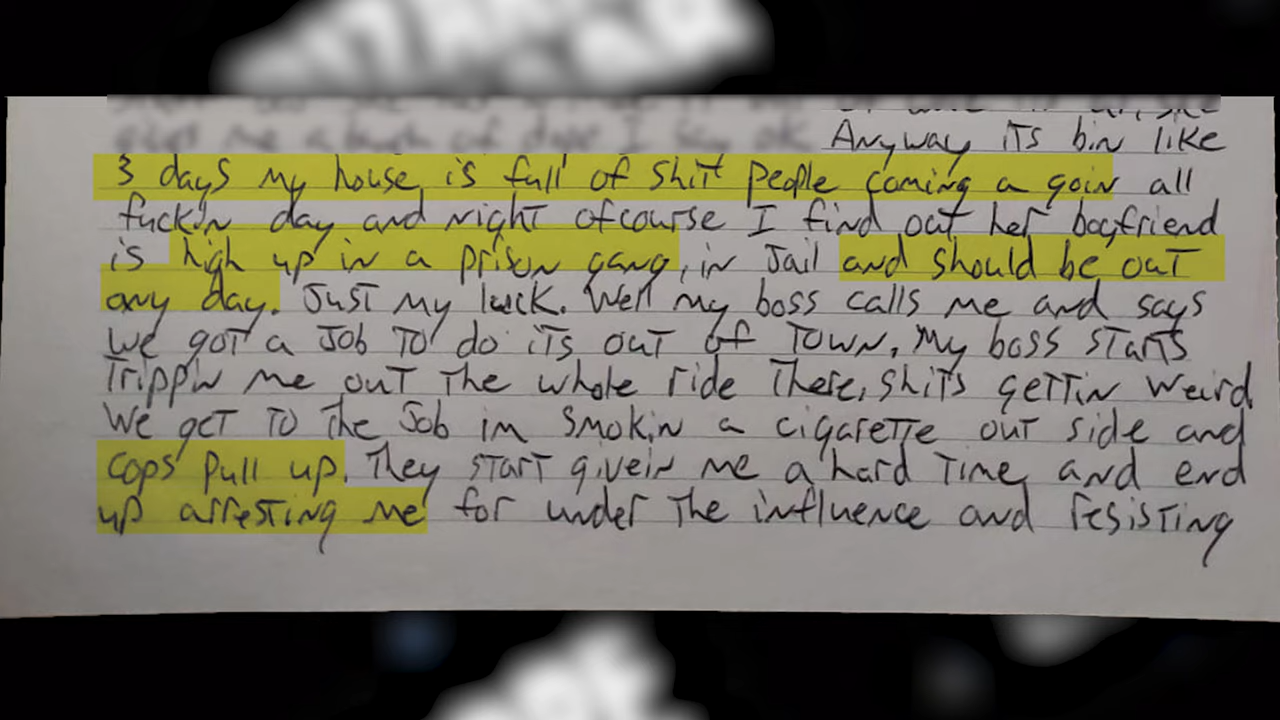 Anyway iTs bin like
3 days my house is full of shit people coming a goin all
fuckin day and night ofcourse I find out her boyfriend
is high up in a prison gang, in Jail and should be out
any day. Just my luck. Well my boss calls me and says
we got a Job To do iTs out of Town, My boss starts
Trippin me out The whole ride There, shits gettin weird
We get To The Job im smokin a cigarette out side and
cops pull up. They start givein me a hard Time and end
up arresting me for under The influence and resisting